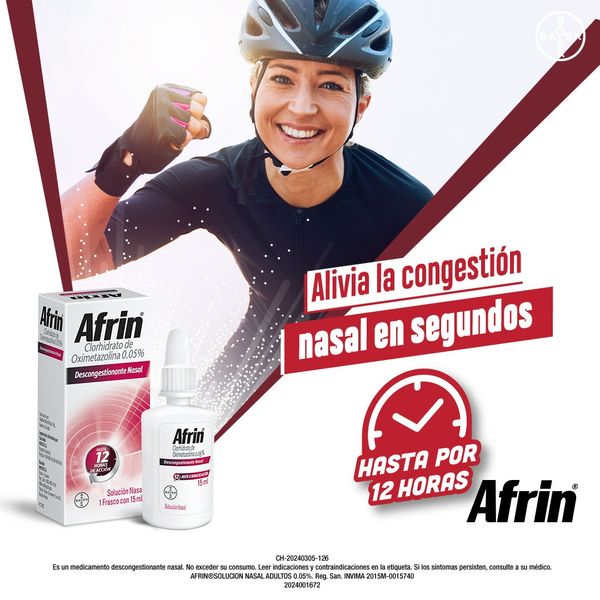 BAYER
BAYER
Alivia la congestión
nasal en segundos
HASTA POR
12 HORAS
Afrin®
Afrin®
Clorhidrato de
Oximetazolina 0.05%
Descongestionante Nasal
HASTA
12
HORAS
DE ACCIÓN
Solución Nasal
1 Frasco con 15 ml
Afrin
Afrin®
Clorhidrato de
Oximetazolina 0.05%
Descongestionante Nasal
15 ml
Solución Nasal
CH-20240305-126
Es un medicamento descongestionante nasal. No exceder su consumo. Leer indicaciones y contraindicaciones en la etiqueta. Si los síntomas persisten, consulte a su médico.
AFRIN®SOLUCION NASAL ADULTOS 0.05%. Reg. San. INVIMA 2015M-0015740
2024001672